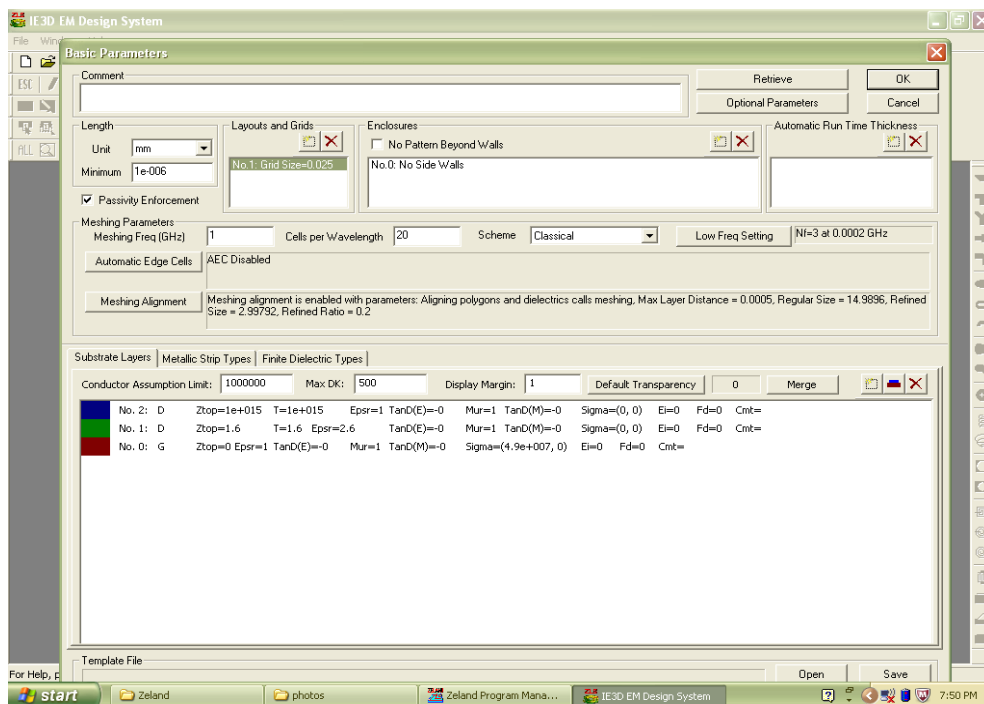 IE3D EM Design System
File Wind
Basic Parameters
Comment
Retrieve
OK
Optional Parameters
Cancel
Length
Layouts and Grids
Enclosures
Automatic Run Time Thickness
Unit mm
No Pattern Beyond Walls
Minimum 1e-006
No.1: Grid Size=0.025
No.0: No Side Walls
Passivity Enforcement
Meshing Parameters
Meshing Freq (GHz) 1 Cells per Wavelength 20 Scheme Classical Low Freq Setting Nf=3 at 0.0002 GHz
Automatic Edge Cells AEC Disabled
Meshing Alignment Meshing alignment is enabled with parameters: Aligning polygons and dielectrics calls meshing, Max Layer Distance = 0.0005, Regular Size = 14.9896, Refined
Size = 2.99792, Refined Ratio = 0.2
Substrate Layers Metallic Strip Types Finite Dielectric Types
Conductor Assumption Limit: 1000000 Max DK: 500 Display Margin: 1 Default Transparency 0 Merge
No. 2: D Ztop=1e+015 T=1e+015 Epsr=1 TanD(E)=-0 Mur=1 TanD(M)=-0 Sigma=(0, 0) Ei=0 Fd=0 Cmt=
No. 1: D Ztop=1.6 T=1.6 Epsr=2.6 TanD(E)=-0 Mur=1 TanD(M)=-0 Sigma=(0, 0) Ei=0 Fd=0 Cmt=
No. 0: G Ztop=0 Epsr=1 TanD(E)=-0 Mur=1 TanD(M)=-0 Sigma=(4.9e+007, 0) Ei=0 Fd=0 Cmt=
Template File
Open Save
For Help, p
ESC
ALL
start Zeland photos Zeland Program Mana... IE3D EM Design System 7:50 PM